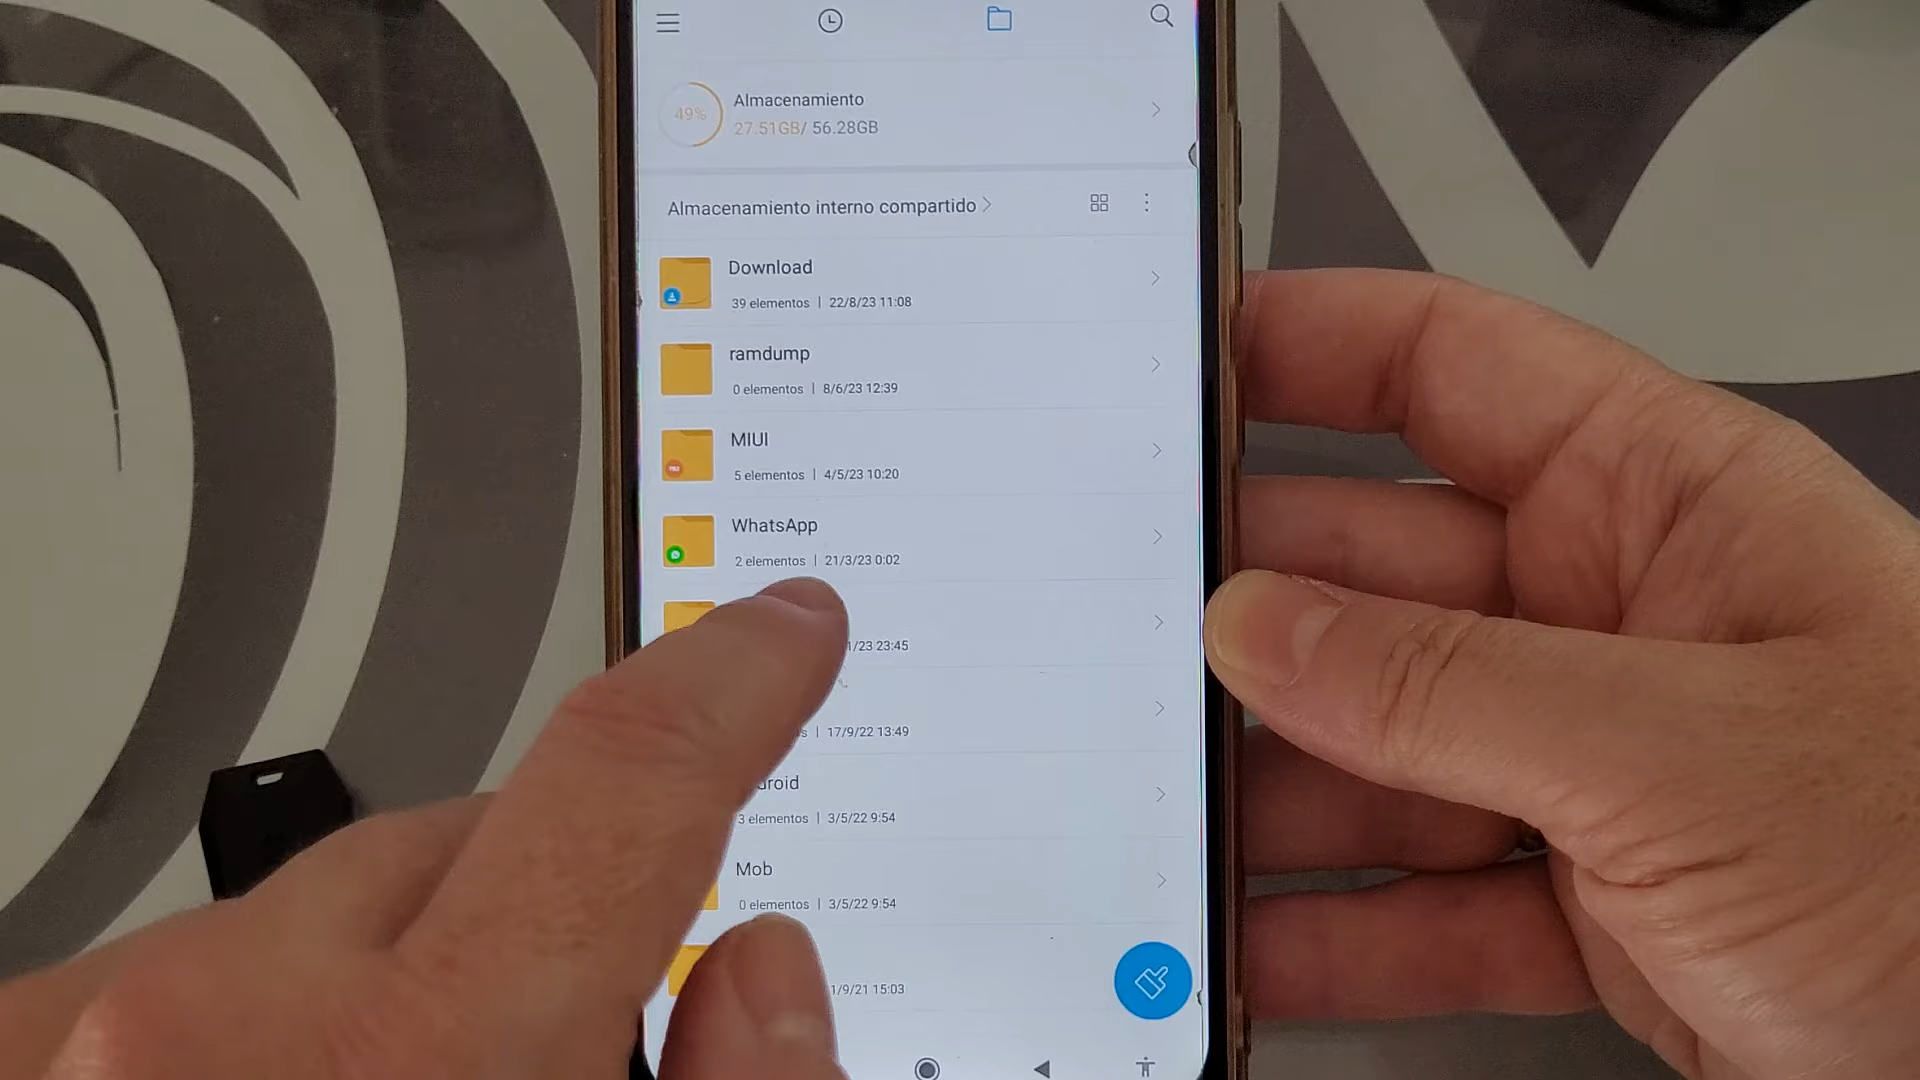 49%
Almacenamiento
27.51GB/ 56.28GB
Almacenamiento interno compartido
Download
39 elementos | 22/8/23 11:08
ramdump
0 elementos | 8/6/23 12:39
MIUI
5 elementos | 4/5/23 10:20
WhatsApp
2 elementos | 21/3/23 0:02
1/23 23:45
s | 17/9/22 13:49
droid
3 elementos | 3/5/22 9:54
Mob
0 elementos | 3/5/22 9:54
1/9/21 15:03